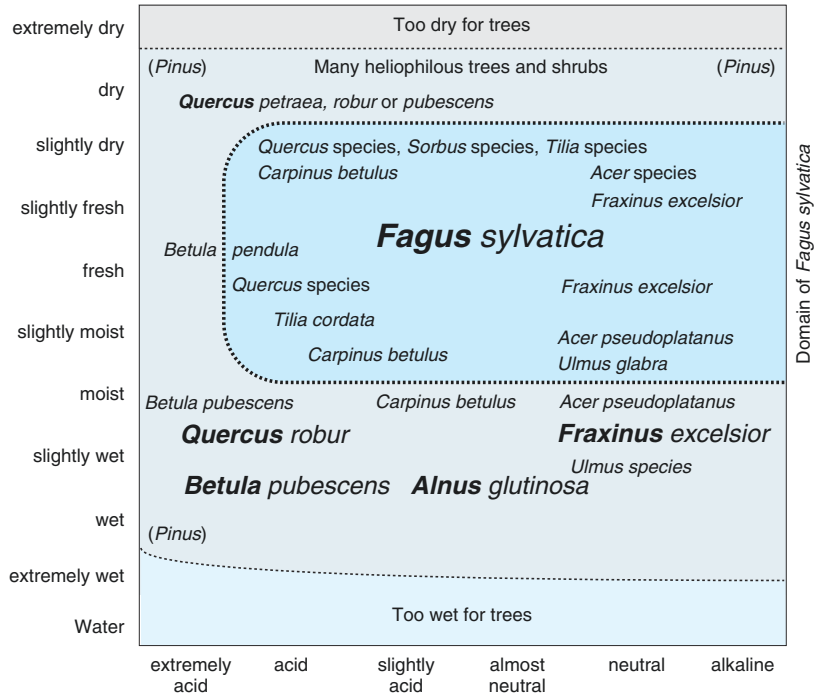 extremely dry
Too dry for trees
(Pinus) Many heliophilous trees and shrubs (Pinus)
dry
Quercus petraea, robur or pubescens
slightly dry
Quercus species, Sorbus species, Tilia species
Carpinus betulus Acer species
slightly fresh
Fraxinus excelsior
Fagus sylvatica
Betula pendula
fresh
Quercus species Fraxinus excelsior
Tilia cordata
slightly moist
Acer pseudoplatanus
Carpinus betulus
Ulmus glabra
moist
Betula pubescens Carpinus betulus Acer pseudoplatanus
Quercus robur Fraxinus excelsior
slightly wet
Ulmus species
Betula pubescens Alnus glutinosa
wet
(Pinus)
extremely wet
Too wet for trees
Water
extremely acid
acid
slightly acid
almost neutral
neutral
alkaline
Domain of Fagus sylvatica